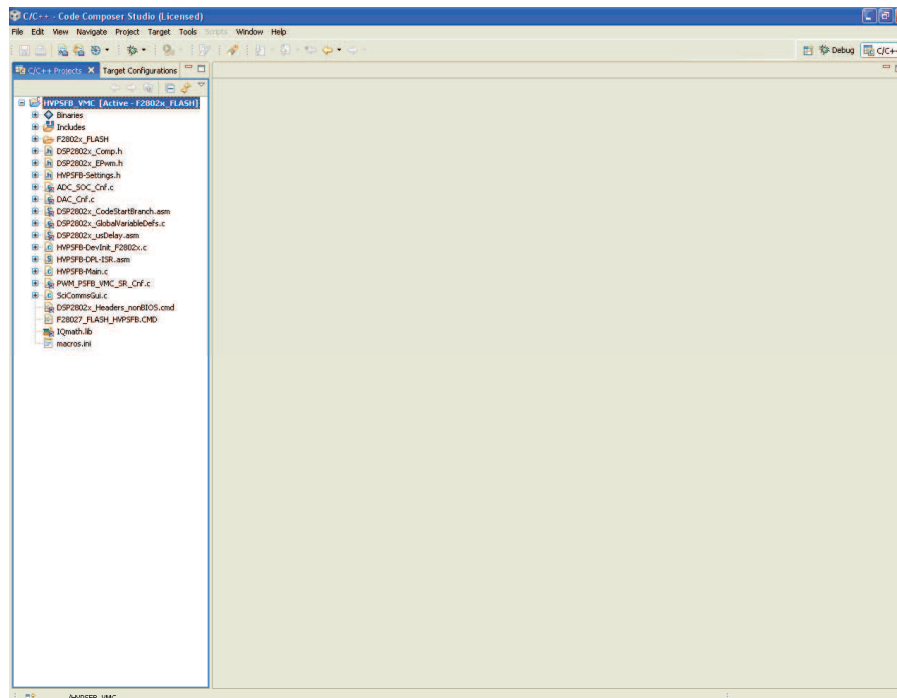 C/C++ - Code Composer Studio (Licensed)
File Edit View Navigate Project Target Tools Scripts Window Help
Debug C/C++
C/C++ Projects Target Configurations
HVPSFB_VMC [Active - F2802x_FLASH]
Binaries
Includes
F2802x_FLASH
DSP2802x_Comp.h
DSP2802x_EPwm.h
HVPSFB-Settings.h
ADC_SOC_Cnf.c
DAC_Cnf.c
DSP2802x_CodeStartBranch.asm
DSP2802x_GlobalVariableDefs.c
DSP2802x_usDelay.asm
HVPSFB-DevInit_F2802x.c
HVPSFB-DPL-ISR.asm
HVPSFB-Main.c
PWM_PSFB_VMC_SR_Cnf.c
SciCommsGui.c
DSP2802x_Headers_nonBIOS.cmd
F28027_FLASH_HVPSFB.CMD
IQmath.lib
macros.ini
/HVPSFB_VMC